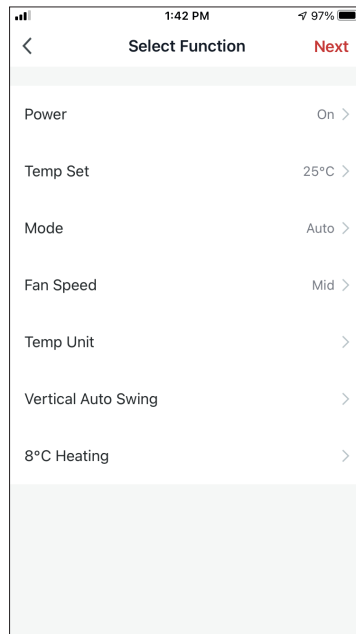 1:42 PM 97%
Select Function Next
Power On
Temp Set 25°C
Mode Auto
Fan Speed Mid
Temp Unit
Vertical Auto Swing
8°C Heating